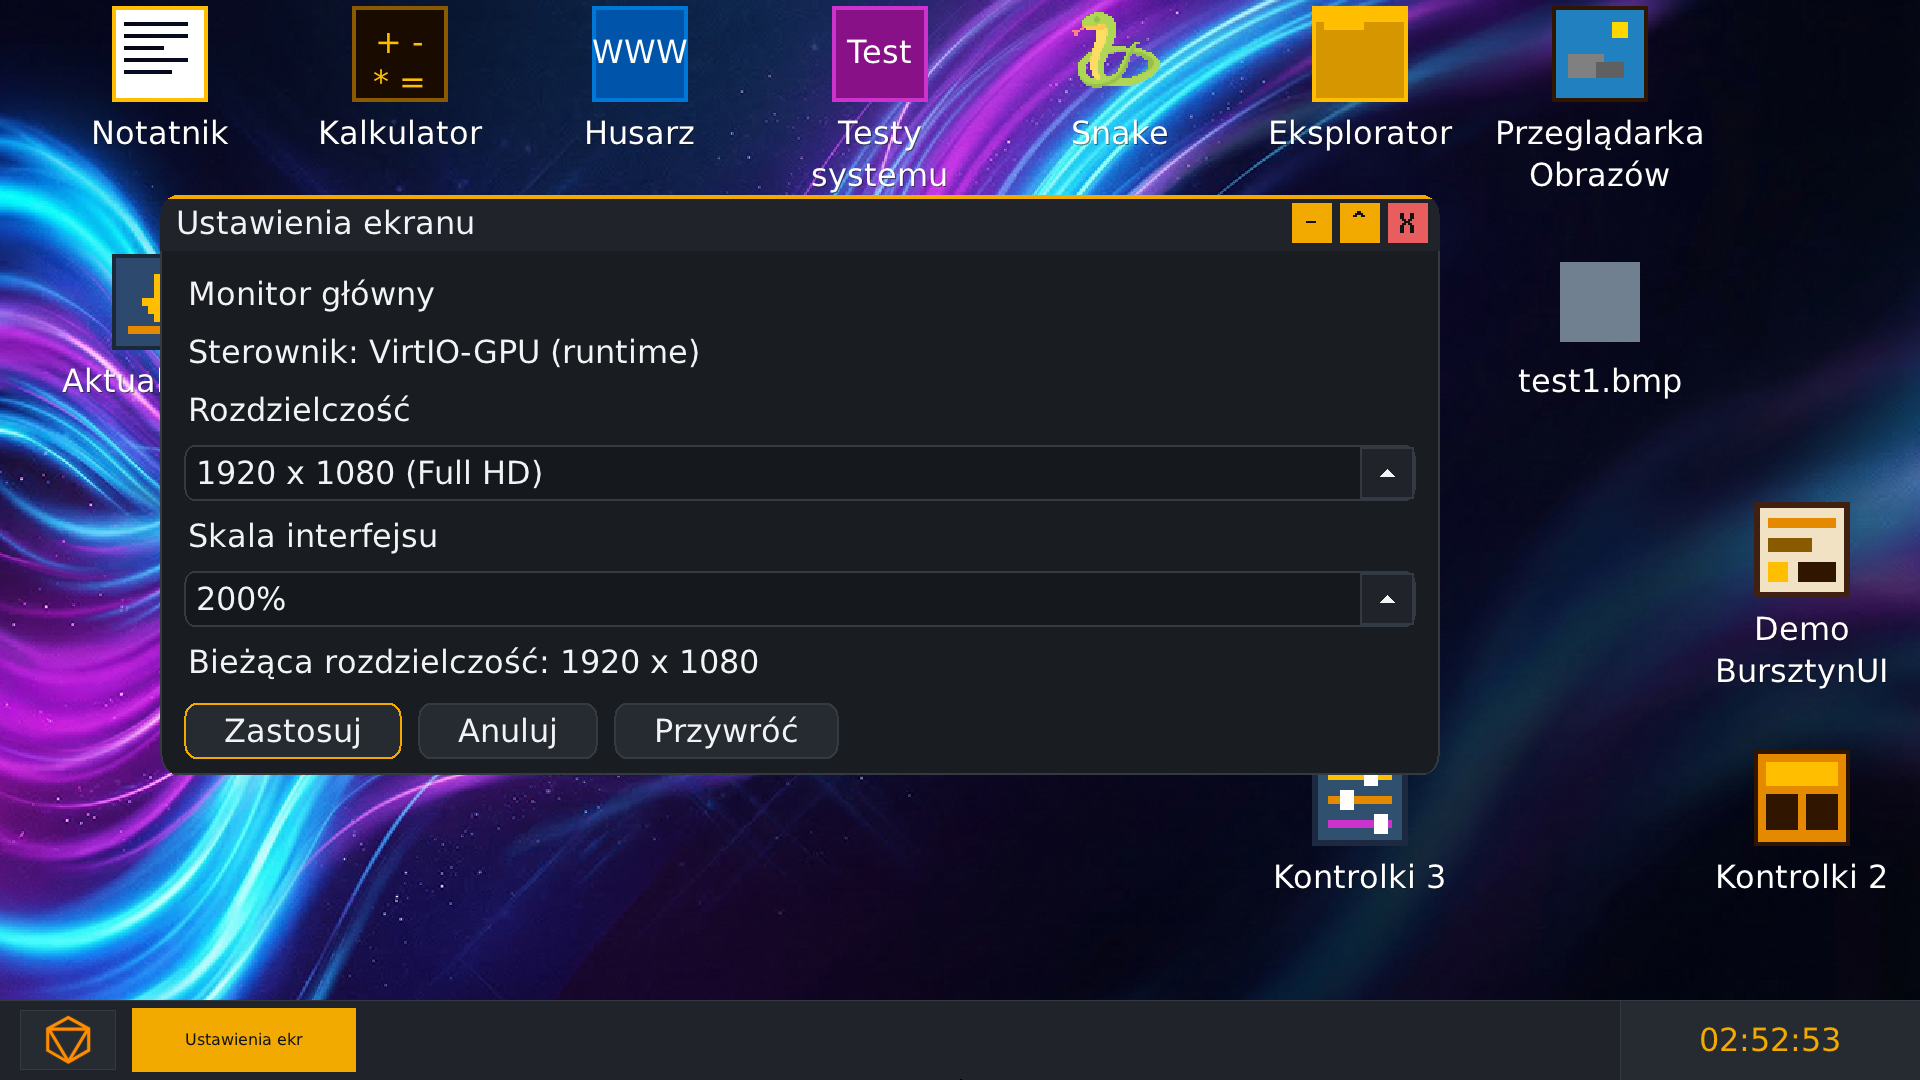 + -
* =
WWW
Test
Notatnik
Kalkulator
Husarz
Testy
systemu
Snake
Eksplorator
Przeglądarka
Obrazów
Ustawienia ekranu
- ^ X
Monitor główny
Sterownik: VirtIO-GPU (runtime)
Rozdzielczość
1920 x 1080 (Full HD)
Skala interfejsu
200%
Bieżąca rozdzielczość: 1920 x 1080
Zastosuj
Anuluj
Przywróć
Aktual
test1.bmp
Demo
BursztynUI
Kontrolki 3
Kontrolki 2
Ustawienia ekr
02:52:53